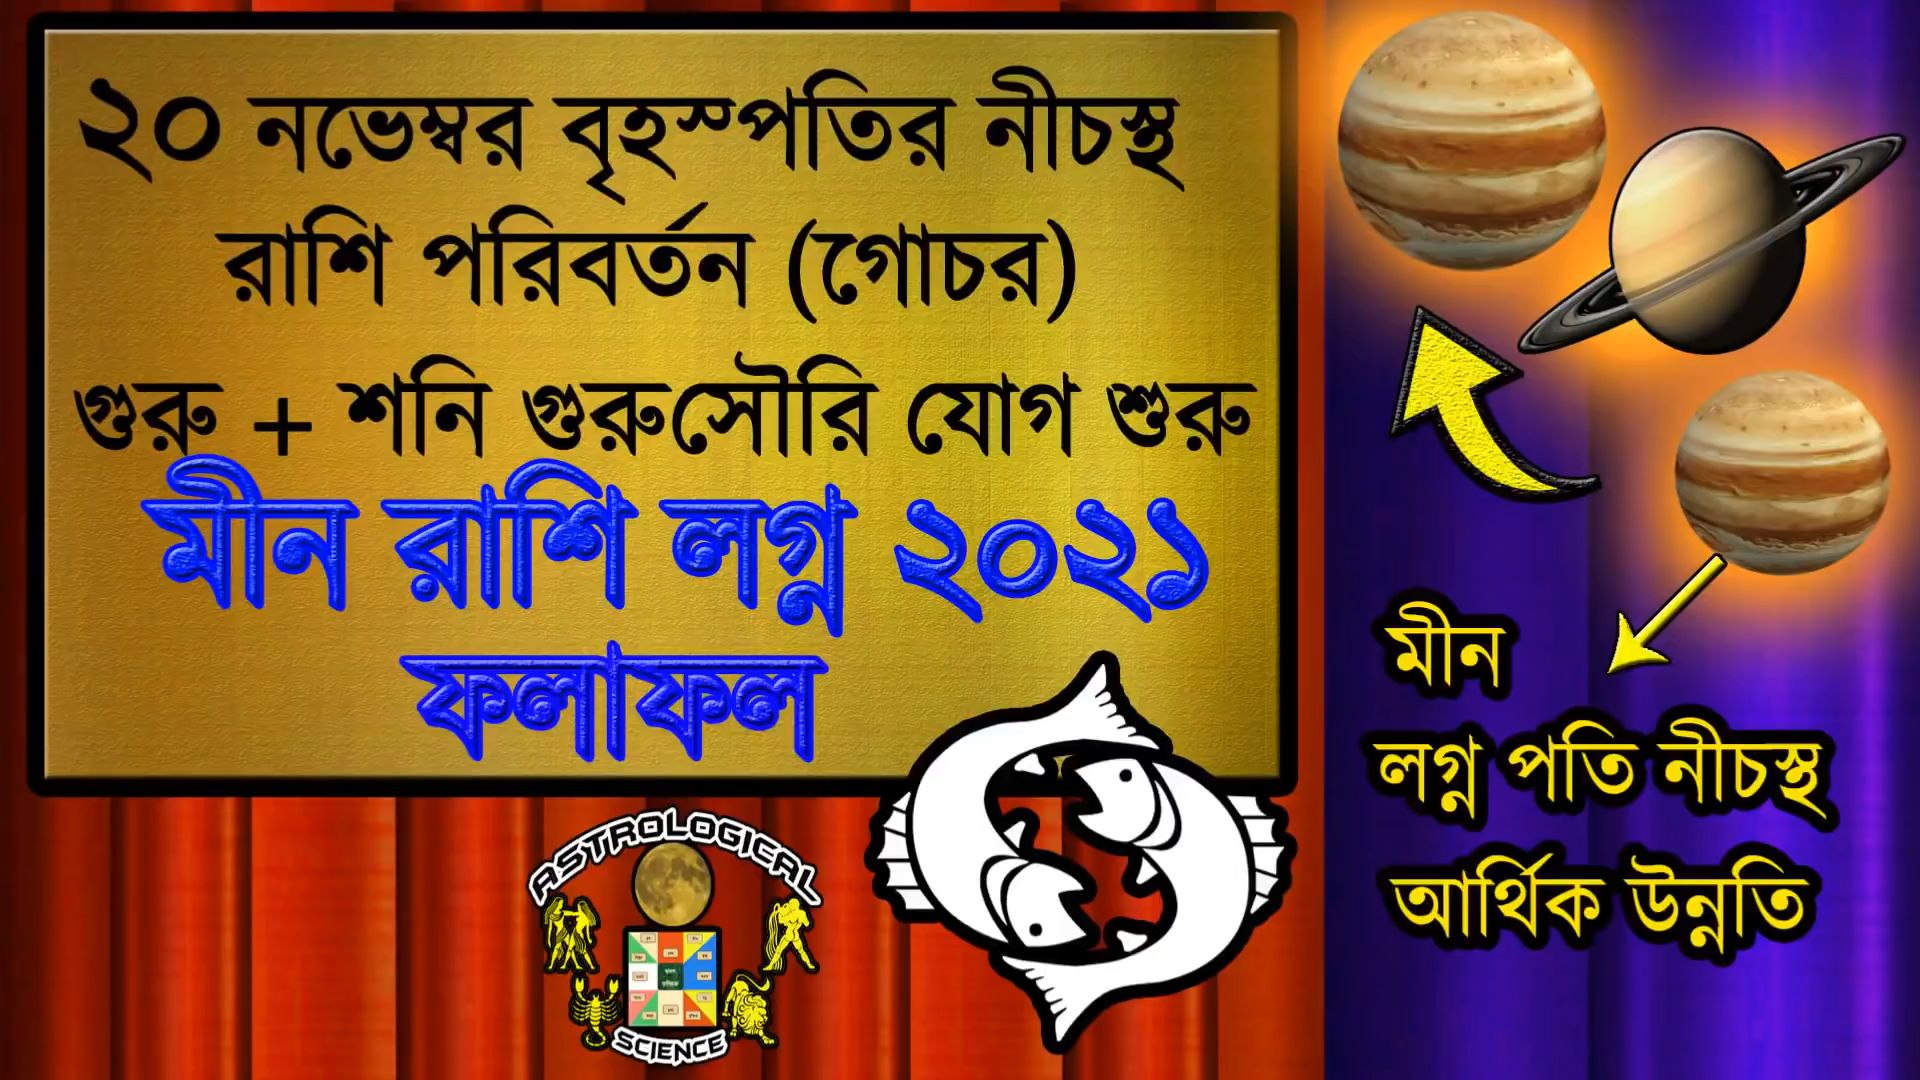 ২০ নভেম্বর বৃহস্পতির নীচস্থ
রাশি পরিবর্তন (গোচর)
গুরু + শনি গুরুসৌরি যোগ শুরু
মীন রাশি লগ্ন ২০২১
ফলাফল
মীন
লগ্ন পতি নীচস্থ
আর্থিক উন্নতি
ASTROLOGICAL
SCIENCE